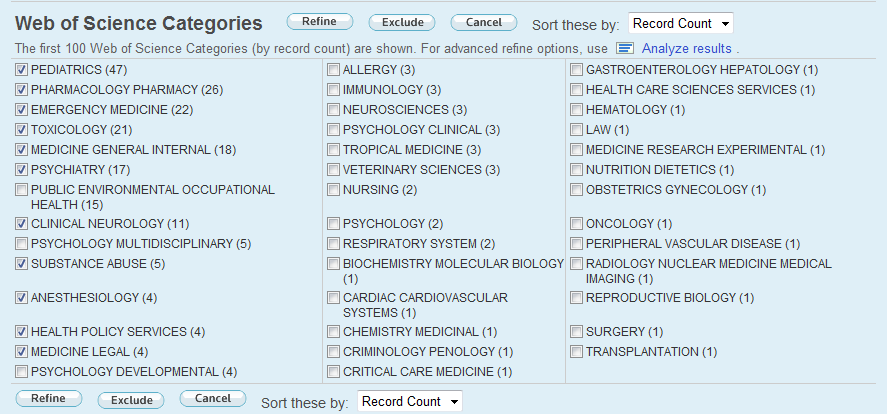 Web of Science Categories Refine Exclude Cancel Sort these by: Record Count
The first 100 Web of Science Categories (by record count) are shown. For advanced refine options, use Analyze results .
PEDIATRICS (47)
PHARMACOLOGY PHARMACY (26)
EMERGENCY MEDICINE (22)
TOXICOLOGY (21)
MEDICINE GENERAL INTERNAL (18)
PSYCHIATRY (17)
PUBLIC ENVIRONMENTAL OCCUPATIONAL
HEALTH (15)
CLINICAL NEUROLOGY (11)
PSYCHOLOGY MULTIDISCIPLINARY (5)
SUBSTANCE ABUSE (5)
ANESTHESIOLOGY (4)
HEALTH POLICY SERVICES (4)
MEDICINE LEGAL (4)
PSYCHOLOGY DEVELOPMENTAL (4)
ALLERGY (3)
IMMUNOLOGY (3)
NEUROSCIENCES (3)
PSYCHOLOGY CLINICAL (3)
TROPICAL MEDICINE (3)
VETERINARY SCIENCES (3)
NURSING (2)
PSYCHOLOGY (2)
RESPIRATORY SYSTEM (2)
BIOCHEMISTRY MOLECULAR BIOLOGY
(1)
CARDIAC CARDIOVASCULAR
SYSTEMS (1)
CHEMISTRY MEDICINAL (1)
CRIMINOLOGY PENOLOGY (1)
CRITICAL CARE MEDICINE (1)
GASTROENTEROLOGY HEPATOLOGY (1)
HEALTH CARE SCIENCES SERVICES (1)
HEMATOLOGY (1)
LAW (1)
MEDICINE RESEARCH EXPERIMENTAL (1)
NUTRITION DIETETICS (1)
OBSTETRICS GYNECOLOGY (1)
ONCOLOGY (1)
PERIPHERAL VASCULAR DISEASE (1)
RADIOLOGY NUCLEAR MEDICINE MEDICAL
IMAGING (1)
REPRODUCTIVE BIOLOGY (1)
SURGERY (1)
TRANSPLANTATION (1)
Refine Exclude Cancel Sort these by: Record Count